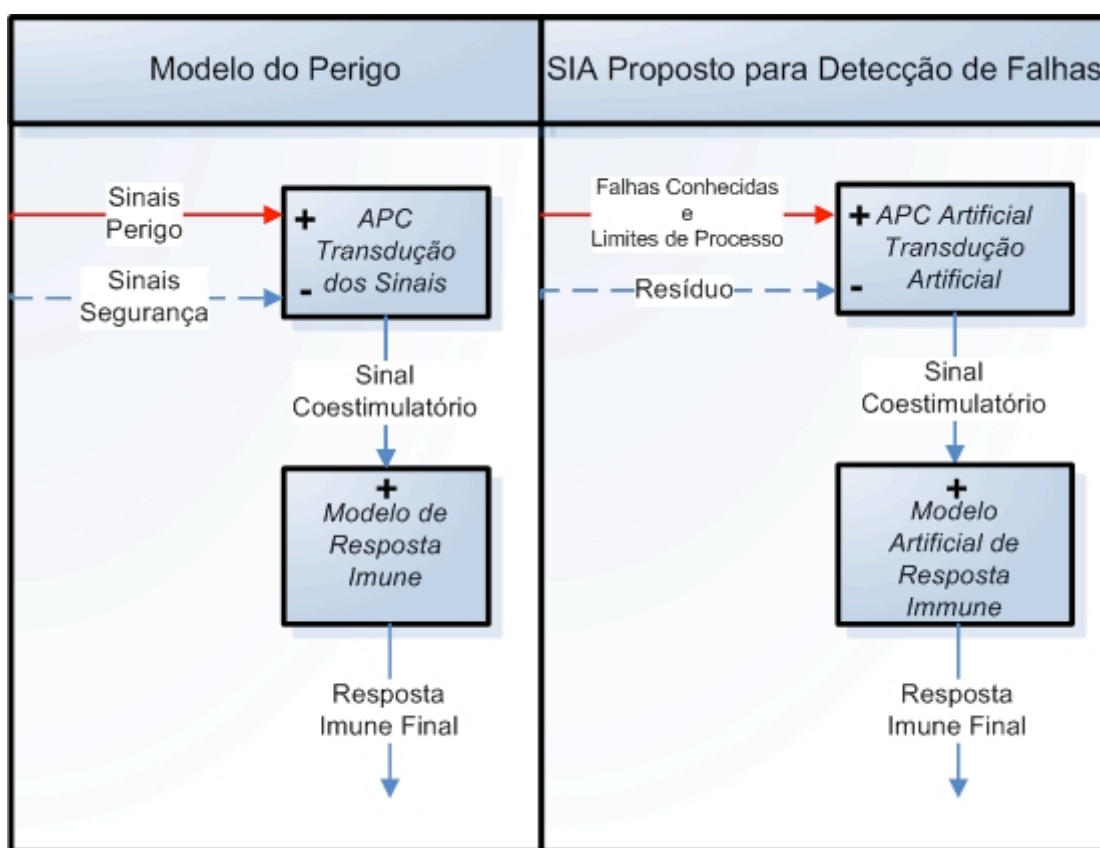 Modelo do Perigo
Sinais
Perigo
Sinais
Segurança
+
-
APC
Transdução
dos Sinais
Sinal
Coestimulatório
+
Modelo de
Resposta
Imune
Resposta
Imune Final
SIA Proposto para Detecção de Falhas
Falhas Conhecidas
e
Limites de Processo
Resíduo
+
-
APC Artificial
Transdução
Artificial
Sinal
Coestimulatório
+
Modelo
Artificial de
Resposta
Immune
Resposta
Imune Final